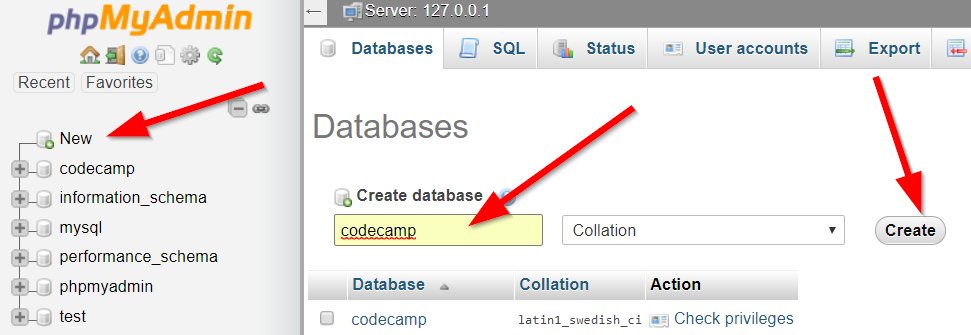 phpMyAdmin
Recent Favorites
New
codecamp
information_schema
mysql
performance_schema
phpmyadmin
test
Server: 127.0.0.1
Databases SQL Status User accounts Export
Databases
Create database
codecamp Collation Create
Database Collation Action
codecamp latin1_swedish_ci Check privileges